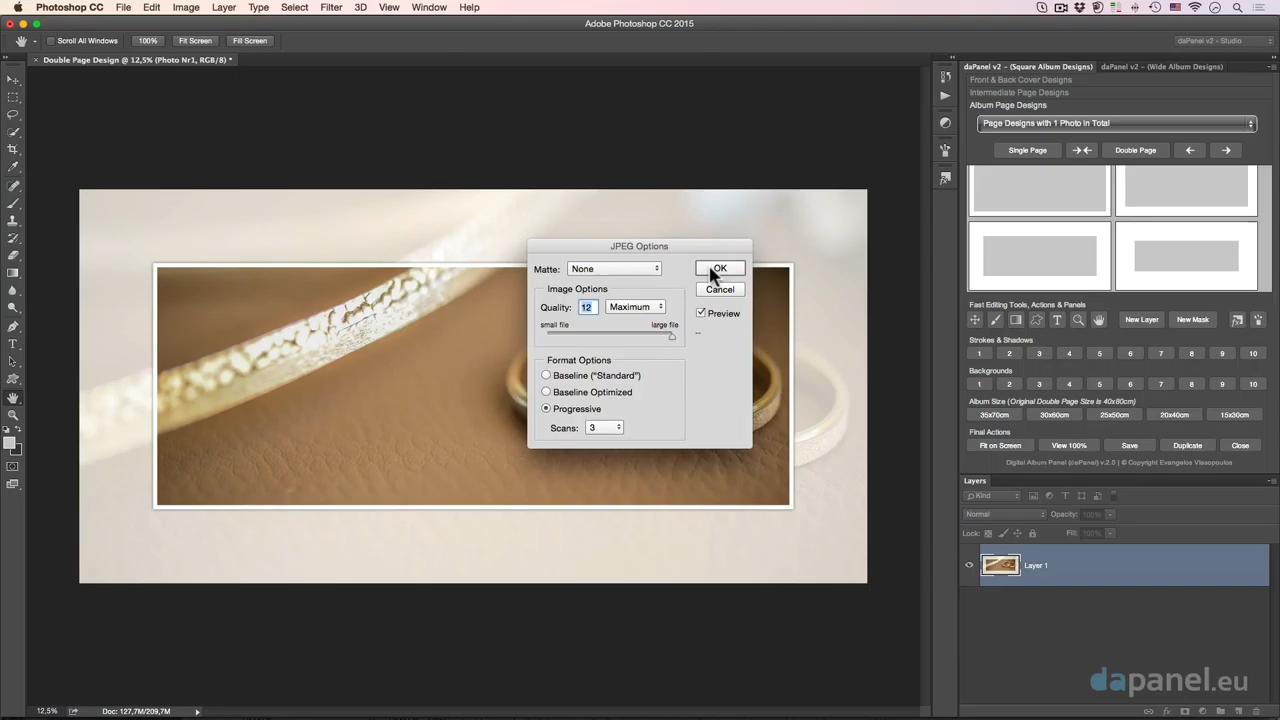 Photoshop CC File Edit Image Layer Type Select Filter 3D View Window Help
Adobe Photoshop CC 2015
Scroll All Windows 100% Fit Screen Fill Screen
daPanel v2 - Studio
× Double Page Design @ 12,5% (Photo Nr1, RGB/8) *
daPanel v2 – (Square Album Designs) daPanel v2 – (Wide Album Designs)
Front & Back Cover Designs
Intermediate Page Designs
Album Page Designs
Page Designs with 1 Photo in Total
Single Page →← Double Page ← →
JPEG Options
Matte: None OK
Image Options Cancel
Quality: 12 Maximum Preview
small file large file --
Format Options
Baseline ("Standard")
Baseline Optimized
Progressive
Scans: 3
Fast Editing Tools, Actions & Panels
T New Layer New Mask
Strokes & Shadows
1 2 3 4 5 6 7 8 9 10
Backgrounds
1 2 3 4 5 6 7 8 9 10
Album Size (Original Double Page Size is 40x80cm)
35x70cm 30x60cm 25x50cm 20x40cm 15x30cm
Final Actions
Fit on Screen View 100% Save Duplicate Close
Digital Album Panel (daPanel) v.2.0 | © Copyright Evangelos Vlasopoulos
Layers
Kind T
Normal Opacity: 100%
Lock: Fill: 100%
Layer 1
dapanel.eu
12,5% Doc: 127,7M/209,7M
fx